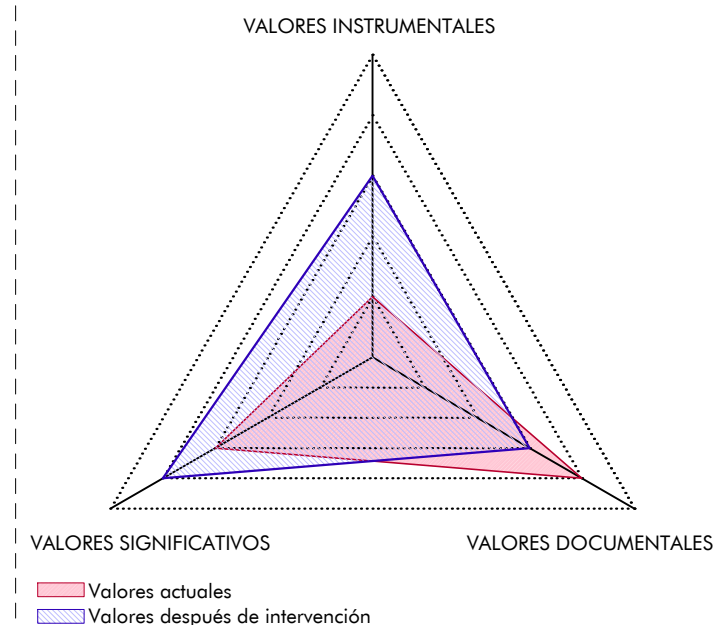 VALORES INSTRUMENTALES
VALORES SIGNIFICATIVOS
VALORES DOCUMENTALES
Valores actuales
Valores después de intervención